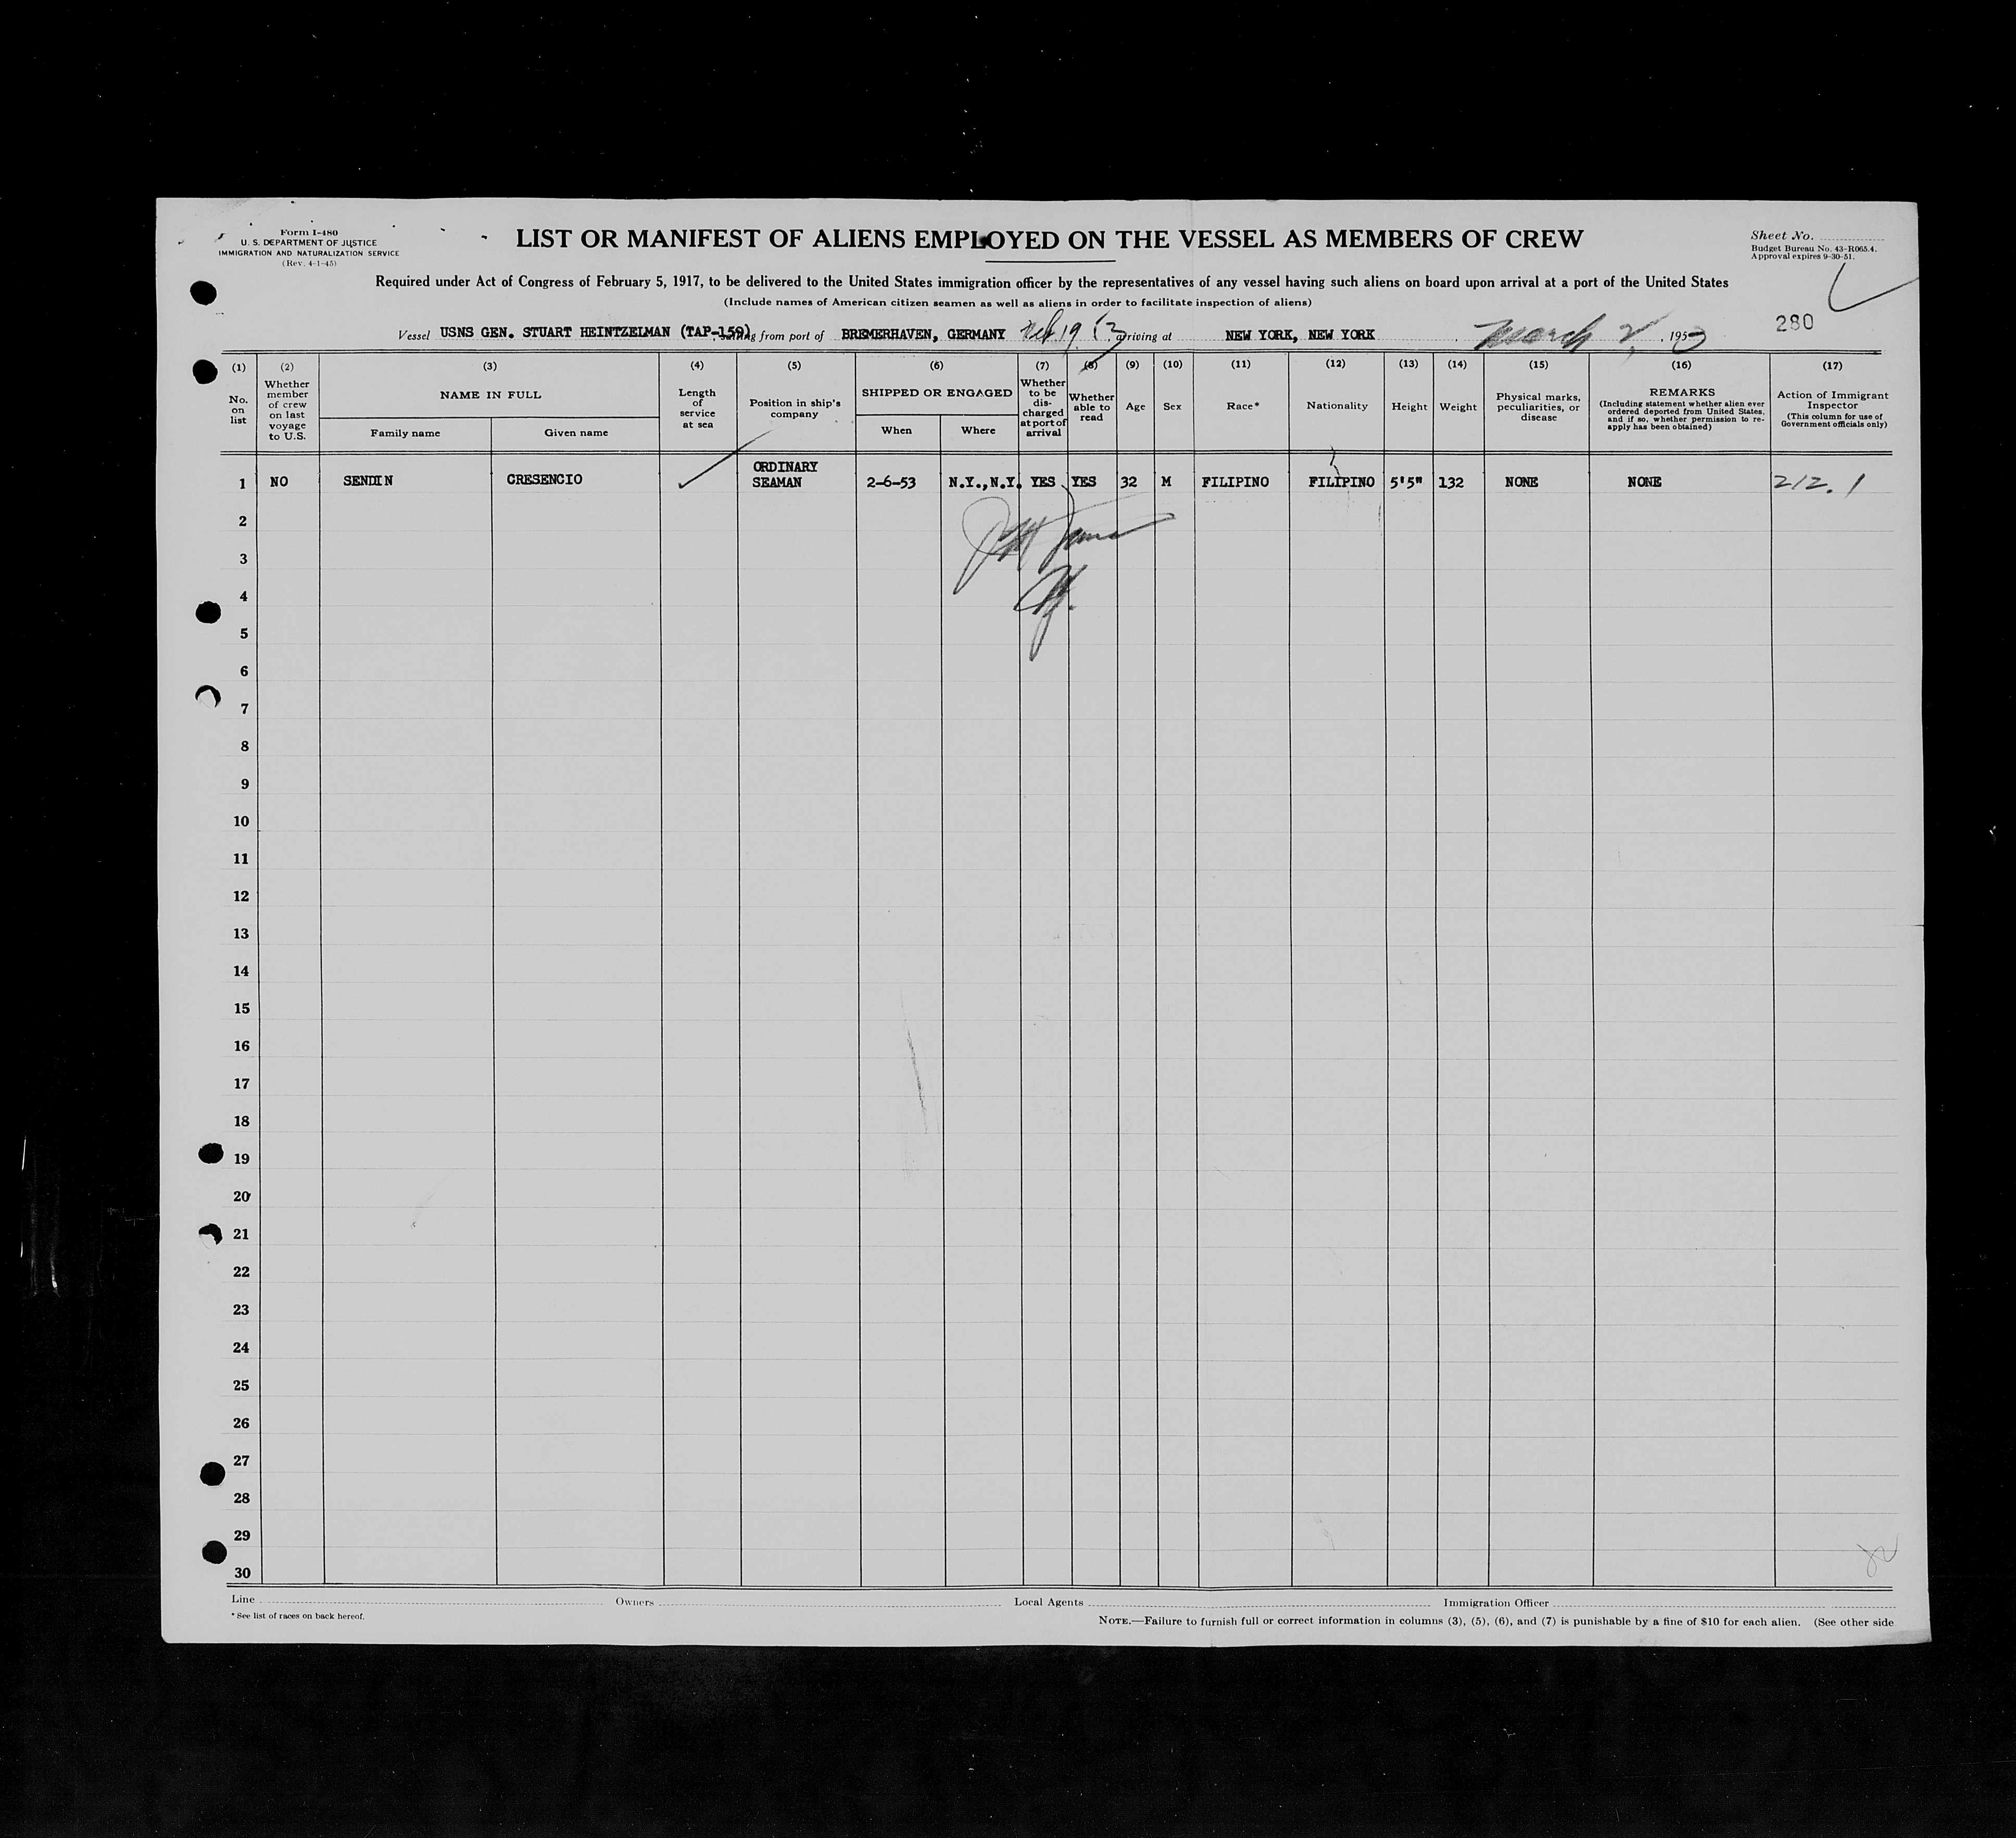 Form I-480
U. S. DEPARTMENT OF JUSTICE
IMMIGRATION AND NATURALIZATION SERVICE
(Rev. 4-1-45)
LIST OR MANIFEST OF ALIENS EMPLOYED ON THE VESSEL AS MEMBERS OF CREW
Sheet No.
Budget Bureau No. 43-R065.4.
Approval expires 9-30-51.
Required under Act of Congress of February 5, 1917, to be delivered to the United States immigration officer by the representatives of any vessel having such aliens on board upon arrival at a port of the United States
(Include names of American citizen seamen as well as aliens in order to facilitate inspection of aliens)
280
Vessel USNS GEN. STUART HEINTZELMAN (TAP-159), sailing from port of BREMERHAVEN, GERMANY Feb 19 53, arriving at NEW YORK, NEW YORK, March 2, 1953
(1) (2) (3) (4) (5) (6) (7) (8) (9) (10) (11) (12) (13) (14) (15) (16) (17)
No. on list
Whether member of crew on last voyage to U.S.
NAME IN FULL
Family name
Given name
Length of service at sea
Position in ship's company
SHIPPED OR ENGAGED
When
Where
Whether to be dis-charged at port of arrival
Whether able to read
Age
Sex
Race*
Nationality
Height
Weight
Physical marks, peculiarities, or disease
REMARKS
(Including statement whether alien ever ordered deported from United States, and if so, whether permission to re-apply has been obtained)
Action of Immigrant Inspector
(This column for use of Government officials only)
1 NO SENDIN CRESENCIO ORDINARY SEAMAN 2-6-53 N.Y.,N.Y. YES YES 32 M FILIPINO FILIPINO 5'5" 132 NONE NONE 212.1
2
3
4
5
6
7
8
9
10
11
12
13
14
15
16
17
18
19
20
21
22
23
24
25
26
27
28
29
30
Line Owners Local Agents Immigration Officer
* See list of races on back hereof.
NOTE.—Failure to furnish full or correct information in columns (3), (5), (6), and (7) is punishable by a fine of $10 for each alien. (See other side